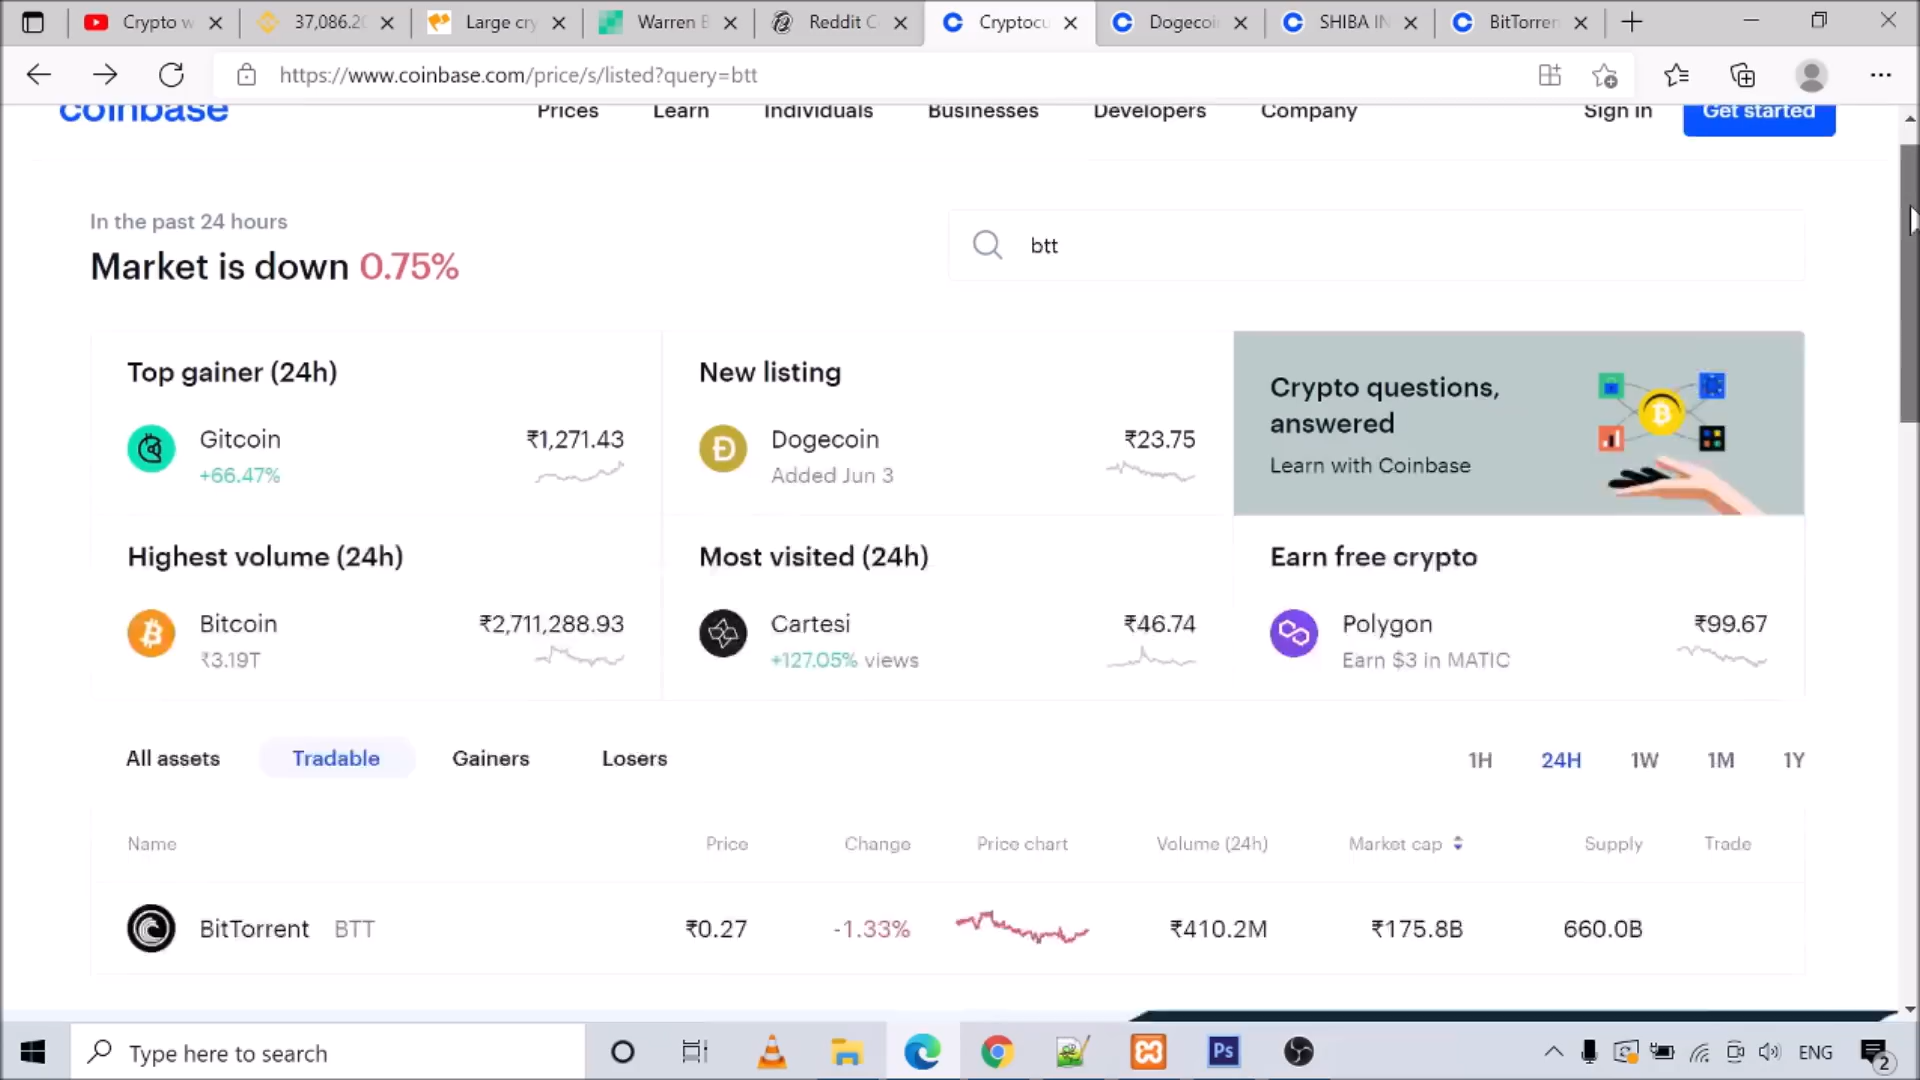 Crypto w
37,086.2
Large cry
Warren B
Reddit C
Cryptocu
Dogecoi
SHIBA IN
BitTorren
https://www.coinbase.com/price/s/listed?query=btt
coinbase
Prices
Learn
Individuals
Businesses
Developers
Company
Sign in
Get started
In the past 24 hours
Market is down 0.75%
btt
Top gainer (24h)
Gitcoin
₹1,271.43
+66.47%
New listing
Dogecoin
₹23.75
Added Jun 3
Crypto questions,
answered
Learn with Coinbase
Highest volume (24h)
Bitcoin
₹2,711,288.93
₹3.19T
Most visited (24h)
Cartesi
₹46.74
+127.05% views
Earn free crypto
Polygon
₹99.67
Earn $3 in MATIC
All assets
Tradable
Gainers
Losers
1H
24H
1W
1M
1Y
Name
Price
Change
Price chart
Volume (24h)
Market cap
Supply
Trade
BitTorrent BTT
₹0.27
-1.33%
₹410.2M
₹175.8B
660.0B
Type here to search
Ps
ENG
2